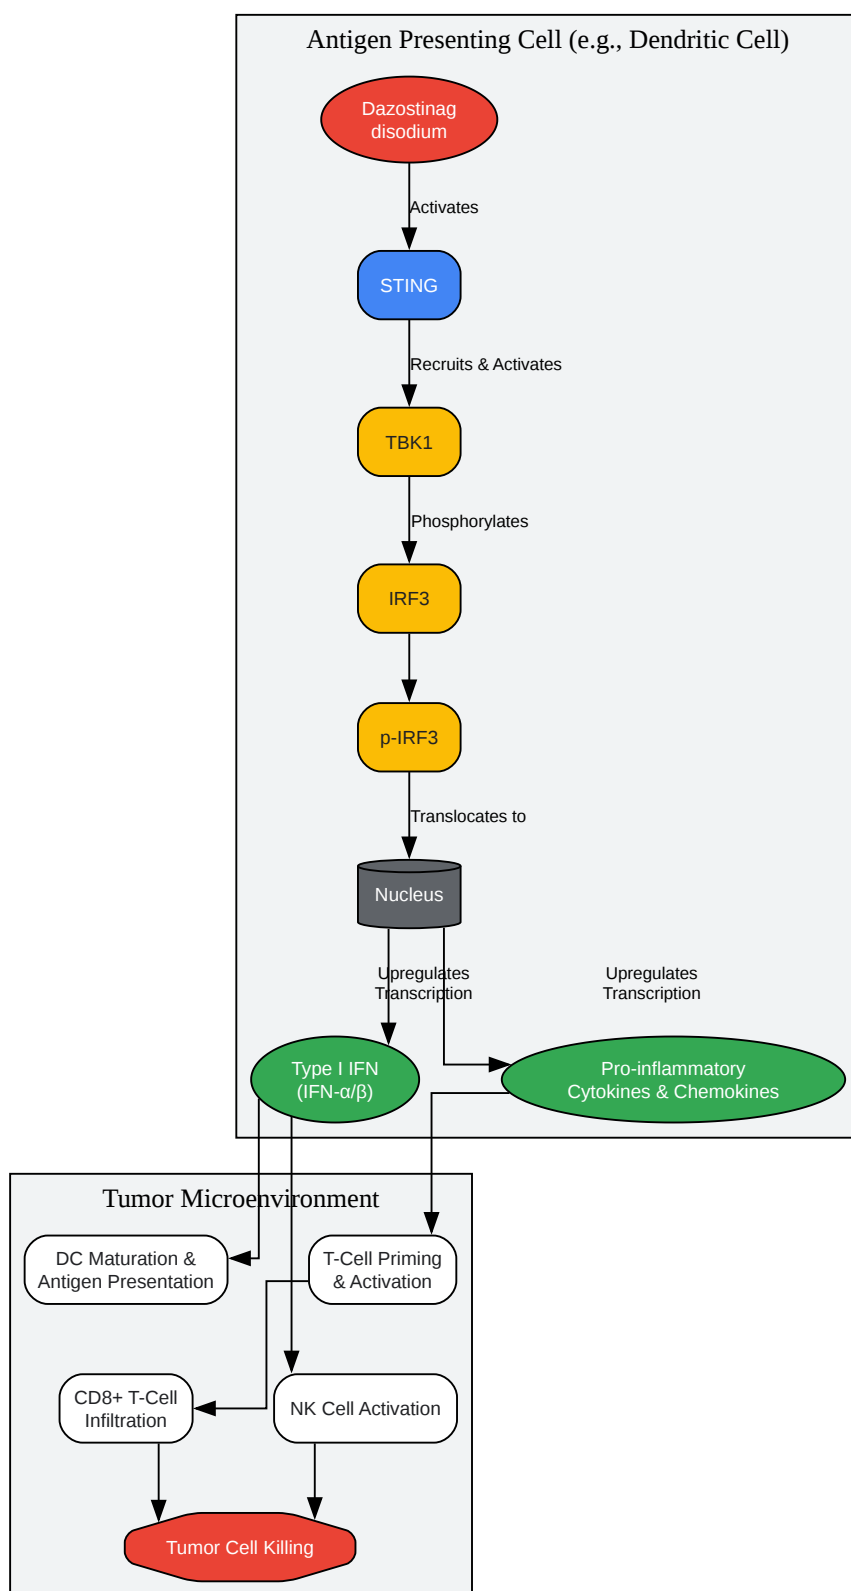 Antigen Presenting Cell (e.g., Dendritic Cell)
Dazostinag
disodium
Activates
STING
Recruits & Activates
TBK1
Phosphorylates
IRF3
p-IRF3
Translocates to
Nucleus
Upregulates
Transcription
Upregulates
Transcription
Type I IFN
(IFN-α/β)
Pro-inflammatory
Cytokines & Chemokines
Tumor Microenvironment
DC Maturation &
Antigen Presentation
T-Cell Priming
& Activation
CD8+ T-Cell
Infiltration
NK Cell Activation
Tumor Cell Killing